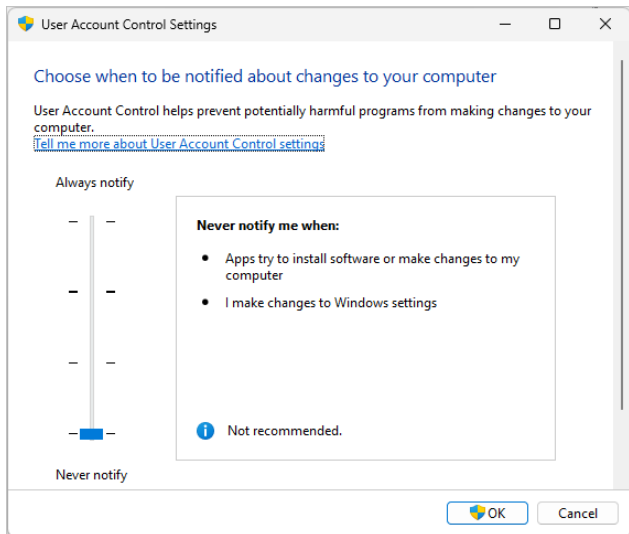 User Account Control Settings
Choose when to be notified about changes to your computer
User Account Control helps prevent potentially harmful programs from making changes to your
computer.
Tell me more about User Account Control settings
Always notify
Never notify me when:
• Apps try to install software or make changes to my
computer
• I make changes to Windows settings
Not recommended.
Never notify
OK
Cancel